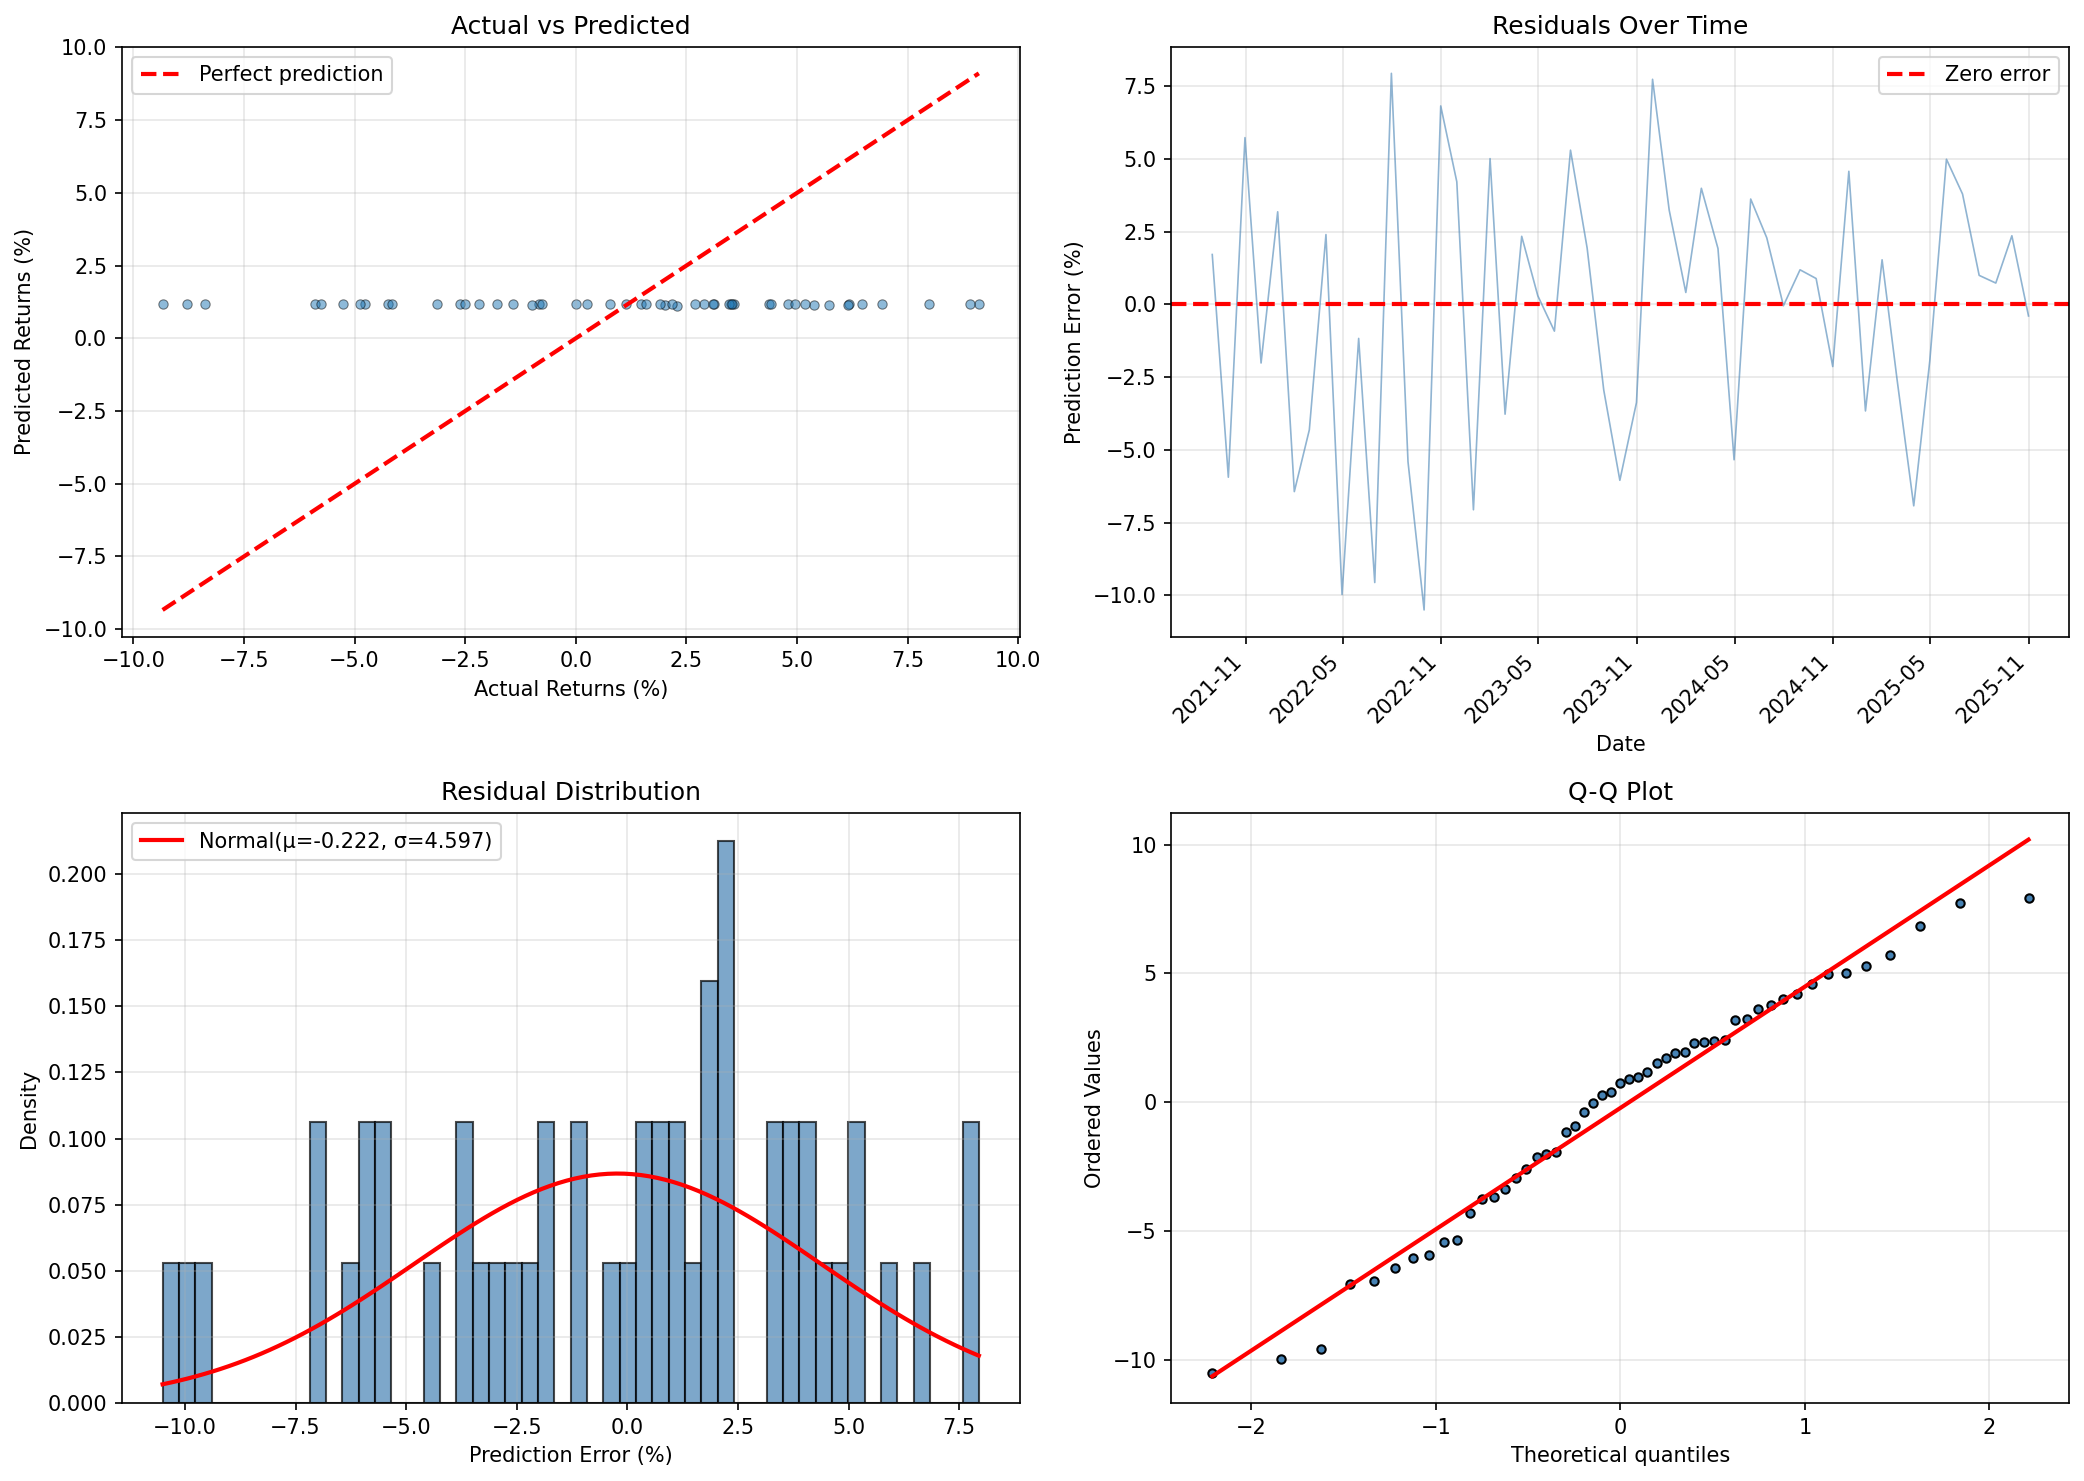 Actual vs Predicted
Perfect prediction
10.0
7.5
5.0
2.5
0.0
−2.5
−5.0
−7.5
−10.0
Predicted Returns (%)
−10.0 −7.5 −5.0 −2.5 0.0 2.5 5.0 7.5 10.0
Actual Returns (%)
Residuals Over Time
Zero error
7.5
5.0
2.5
0.0
−2.5
−5.0
−7.5
−10.0
Prediction Error (%)
2021-11 2022-05 2022-11 2023-05 2023-11 2024-05 2024-11 2025-05 2025-11
Date
Residual Distribution
Normal(μ=-0.222, σ=4.597)
0.200
0.175
0.150
0.125
0.100
0.075
0.050
0.025
0.000
Density
−10.0 −7.5 −5.0 −2.5 0.0 2.5 5.0 7.5
Prediction Error (%)
Q-Q Plot
10
5
0
−5
−10
Ordered Values
−2 −1 0 1 2
Theoretical quantiles